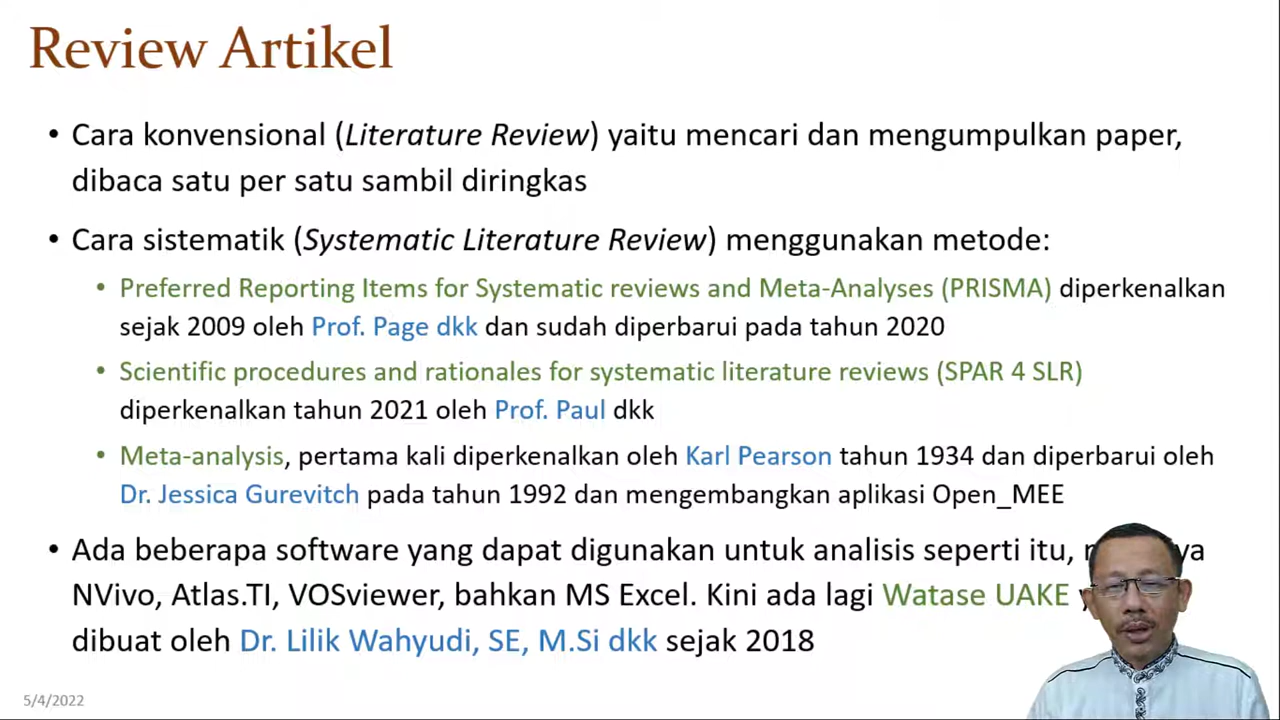 Review Artikel
• Cara konvensional (Literature Review) yaitu mencari dan mengumpulkan paper,
dibaca satu per satu sambil diringkas
• Cara sistematik (Systematic Literature Review) menggunakan metode:
• Preferred Reporting Items for Systematic reviews and Meta-Analyses (PRISMA) diperkenalkan
sejak 2009 oleh Prof. Page dkk dan sudah diperbarui pada tahun 2020
• Scientific procedures and rationales for systematic literature reviews (SPAR 4 SLR)
diperkenalkan tahun 2021 oleh Prof. Paul dkk
• Meta-analysis, pertama kali diperkenalkan oleh Karl Pearson tahun 1934 dan diperbarui oleh
Dr. Jessica Gurevitch pada tahun 1992 dan mengembangkan aplikasi Open_MEE
• Ada beberapa software yang dapat digunakan untuk analisis seperti itu,
NVivo, Atlas.TI, VOSviewer, bahkan MS Excel. Kini ada lagi Watase UAKE
dibuat oleh Dr. Lilik Wahyudi, SE, M.Si dkk sejak 2018
5/4/2022